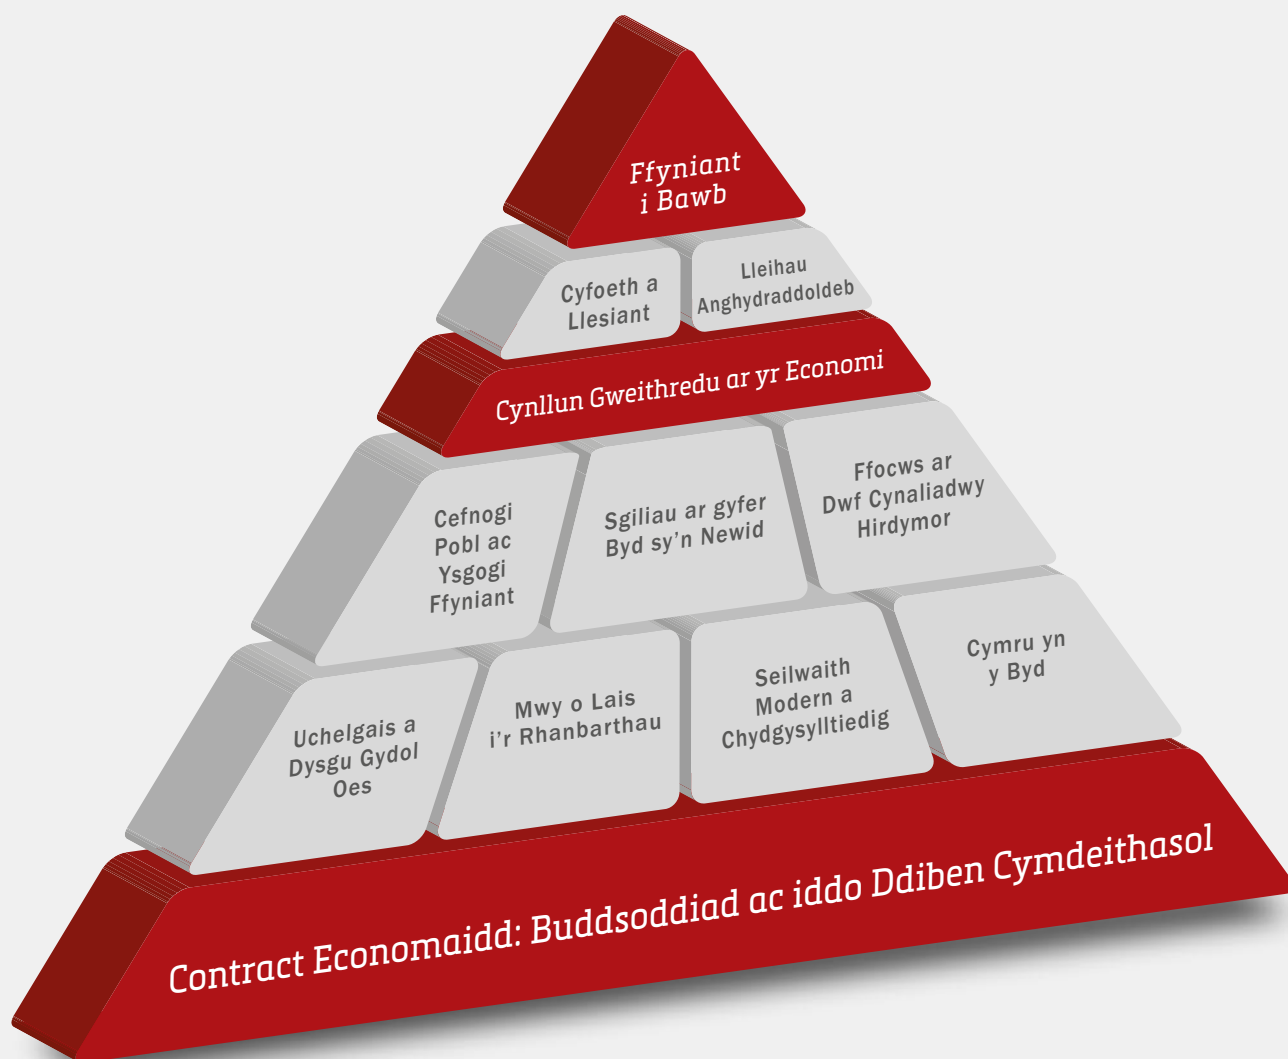 Ffyniant
i Bawb
Cyfoeth a
Llesiant
Lleihau
Anghydraddoldeb
Cynllun Gweithredu ar yr Economi
Cefnogi
Pobl ac
Ysgogi
Ffyniant
Sgiliau ar gyfer
Byd sy’n Newid
Ffocws ar
Dwf Cynaliadwy
Hirdymor
Uchelgais a
Dysgu Gydol
Oes
Mwy o Lais
i’r Rhanbarthau
Seilwaith
Modern a
Chydgysylltiedig
Cymru yn
y Byd
Contract Economaidd: Buddsoddiad ac iddo Ddiben Cymdeithasol